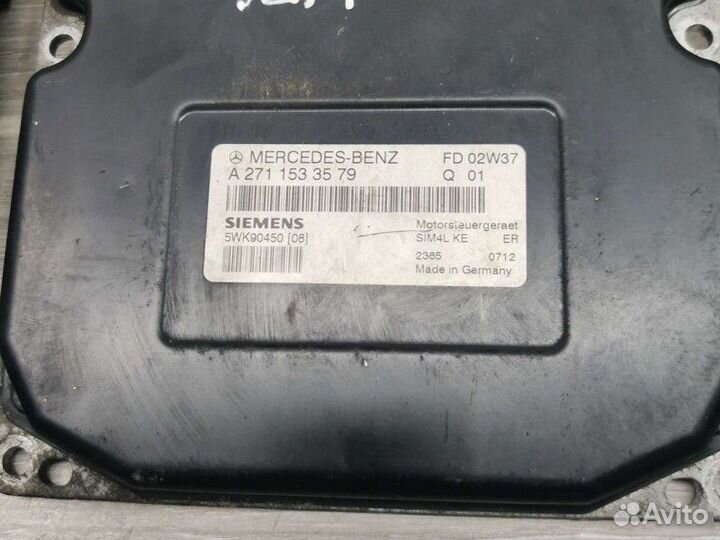 MERCEDES-BENZ FD 02W37
A 271 153 35 79 Q 01
SIEMENS Motorsteuergeraet
5WK90450 [08] SIM4L KE ER
2365 0712
Made in Germany
Avito